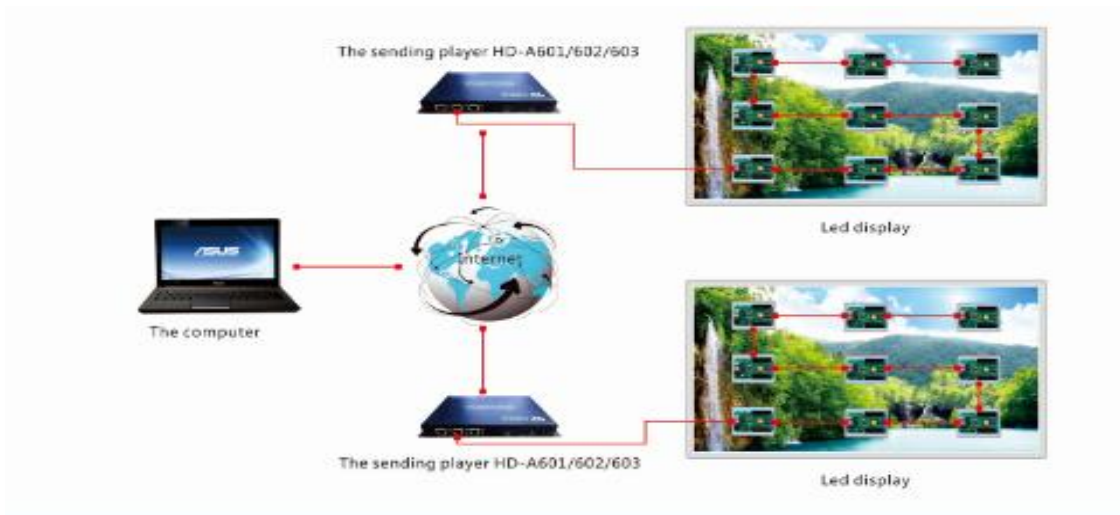 The sending player HD-A601/602/603
Led display
ASUS
Internet
The computer
The sending player HD-A601/602/603
Led display